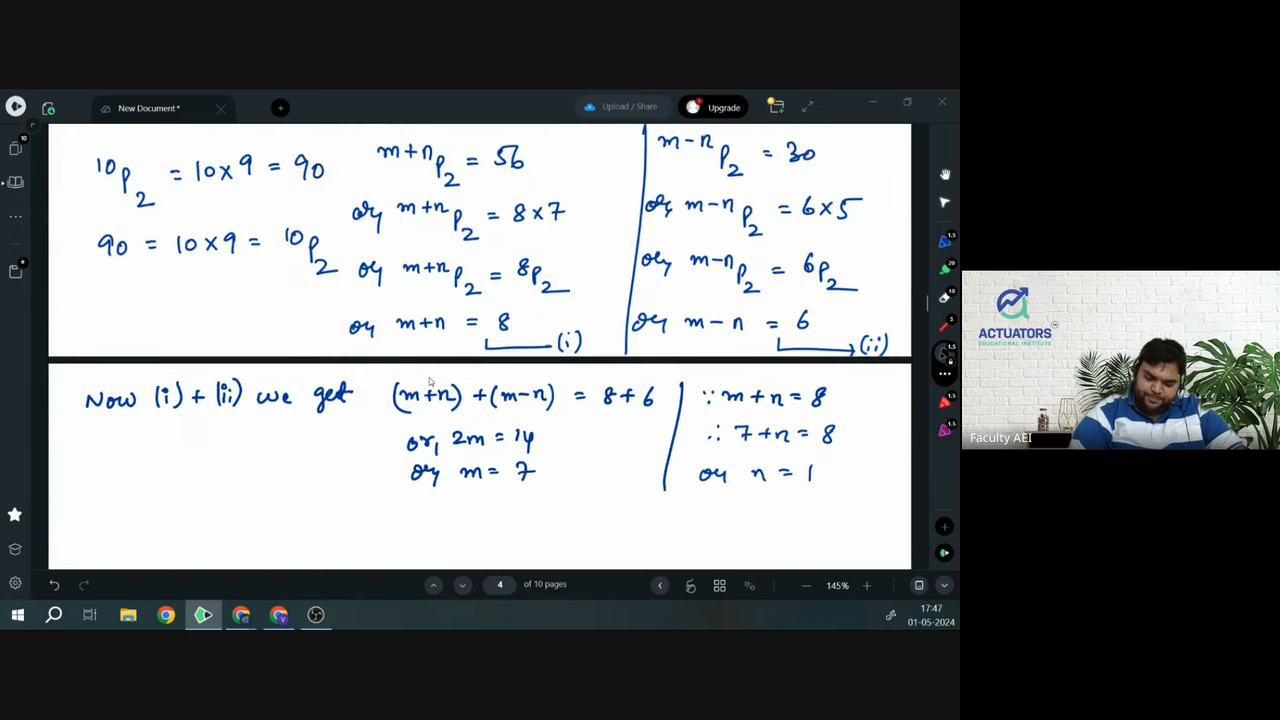 New Document*
Upload / Share
Upgrade
10P2 = 10 x 9 = 90
90 = 10 x 9 = 10P2
m+nP2 = 56
or, m+nP2 = 8 x 7
or, m+nP2 = 8P2
or, m+n = 8
(i)
m-nP2 = 30
or, m-nP2 = 6 x 5
or, m-nP2 = 6P2
or, m-n = 6
(ii)
Now (i) + (ii) we get (m+n) + (m-n) = 8+6
or, 2m = 14
or, m = 7
∵ m+n = 8
∴ 7+n = 8
or, n = 1
4 of 10 pages
145%
17:47
01-05-2024
ACTUATORS
EDUCATIONAL INSTITUTE
Faculty AEI